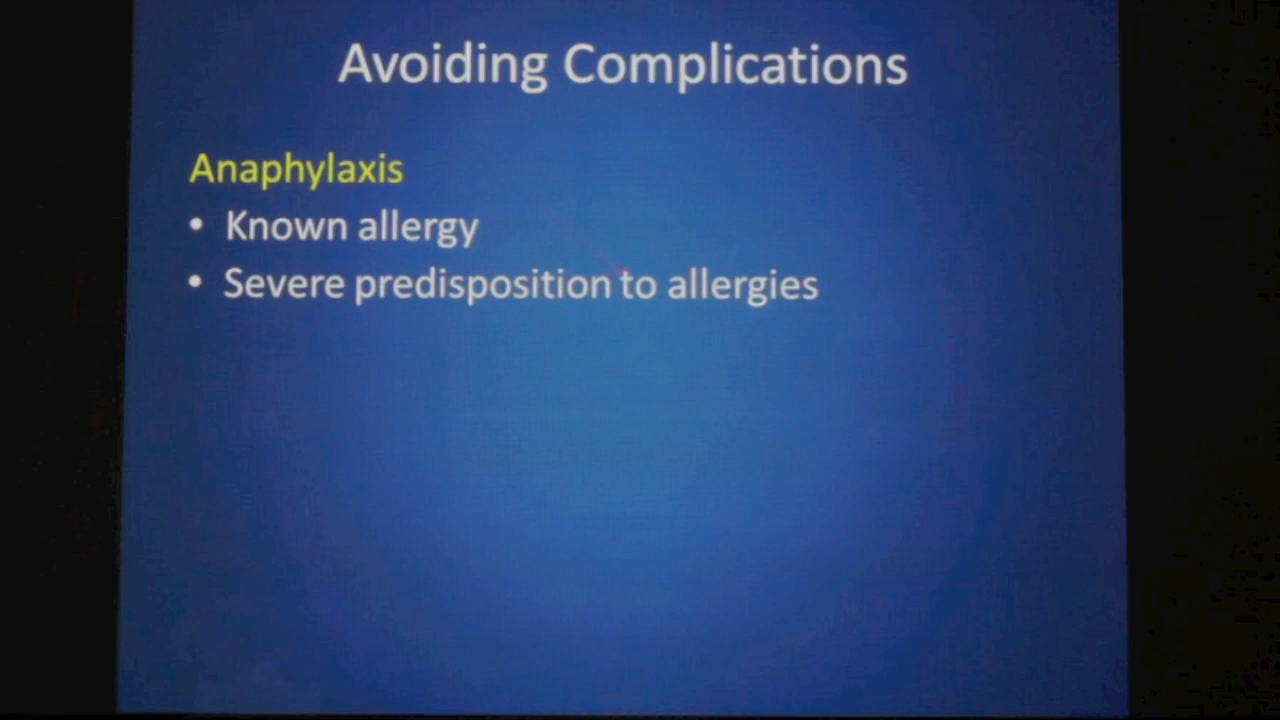 Avoiding Complications
Anaphylaxis
• Known allergy
• Severe predisposition to allergies